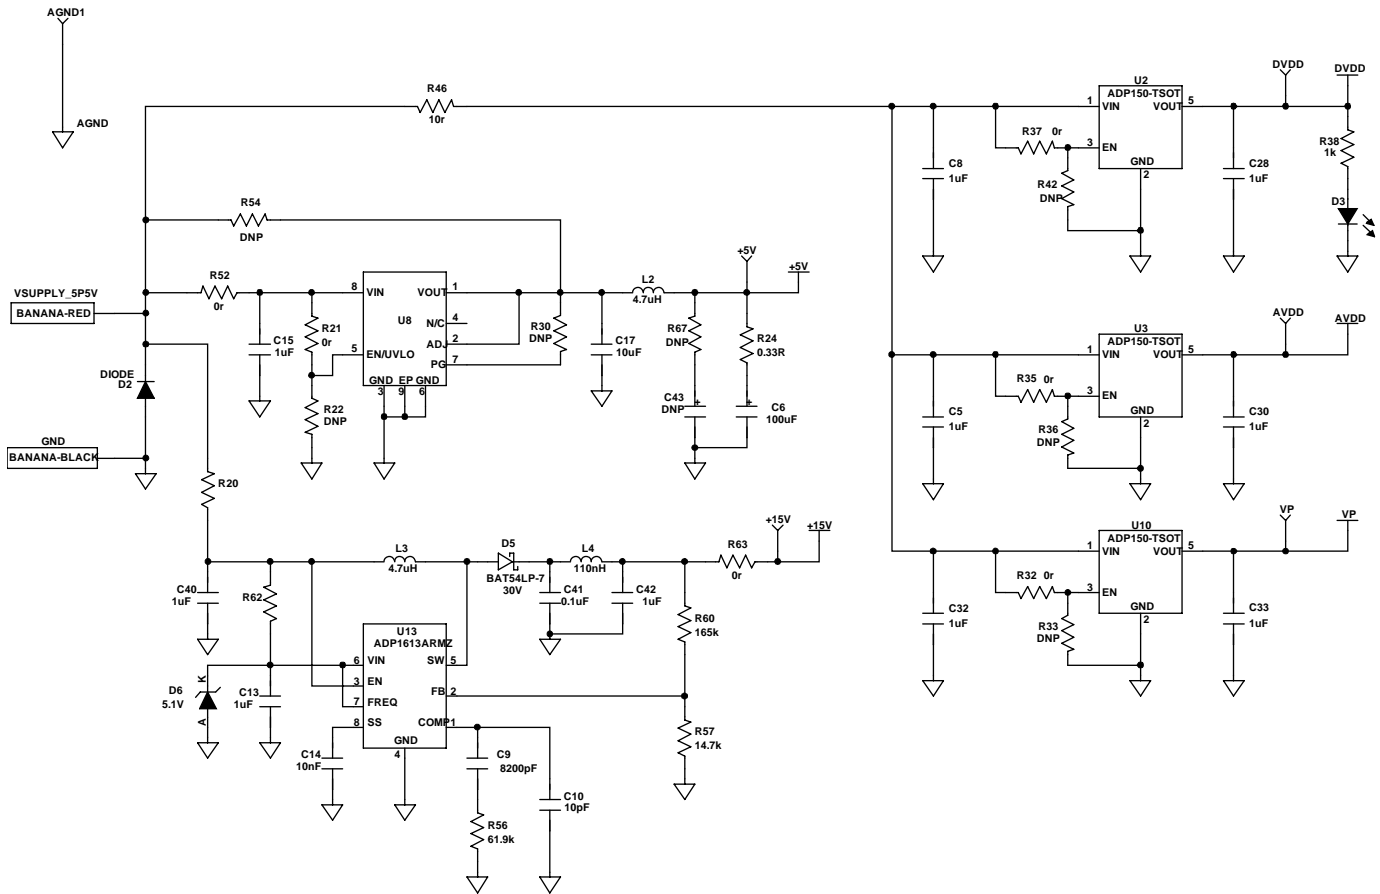 AGND1
AGND
R46
10r
R54
DNP
VSUPPLY_5P5V
BANANA-RED
R52
0r
C15
1uF
R21
0r
R22
DNP
DIODE
D2
GND
BANANA-BLACK
8 VIN VOUT 1
U8
N/C 4
ADJ 2
5 EN/UVLO
PG 7
GND EP GND
3 9 6
R30
DNP
C17
10uF
L2
4.7uH
+5V
+5V
R67
DNP
R24
0.33R
C43
DNP
+
C6
100uF
+
R20
C40
1uF
R62
L3
4.7uH
D5
BAT54LP-7
30V
L4
110nH
C41
0.1uF
C42
1uF
R63
0r
+15V
+15V
R60
165k
R57
14.7k
U13
ADP1613ARMZ
6 VIN SW 5
3 EN
7 FREQ FB 2
8 SS COMP1
GND
4
D6
5.1V
K
A
C13
1uF
C14
10nF
C9
8200pF
C10
10pF
R56
61.9k
U2
ADP150-TSOT
1 VIN VOUT 5
3 EN
GND
2
R37 0r
R42
DNP
C8
1uF
C28
1uF
DVDD
DVDD
R38
1k
D3
U3
ADP150-TSOT
1 VIN VOUT 5
3 EN
GND
2
R35 0r
R36
DNP
C5
1uF
C30
1uF
AVDD
AVDD
U10
ADP150-TSOT
1 VIN VOUT 5
3 EN
GND
2
R32 0r
R33
DNP
C32
1uF
C33
1uF
VP
VP